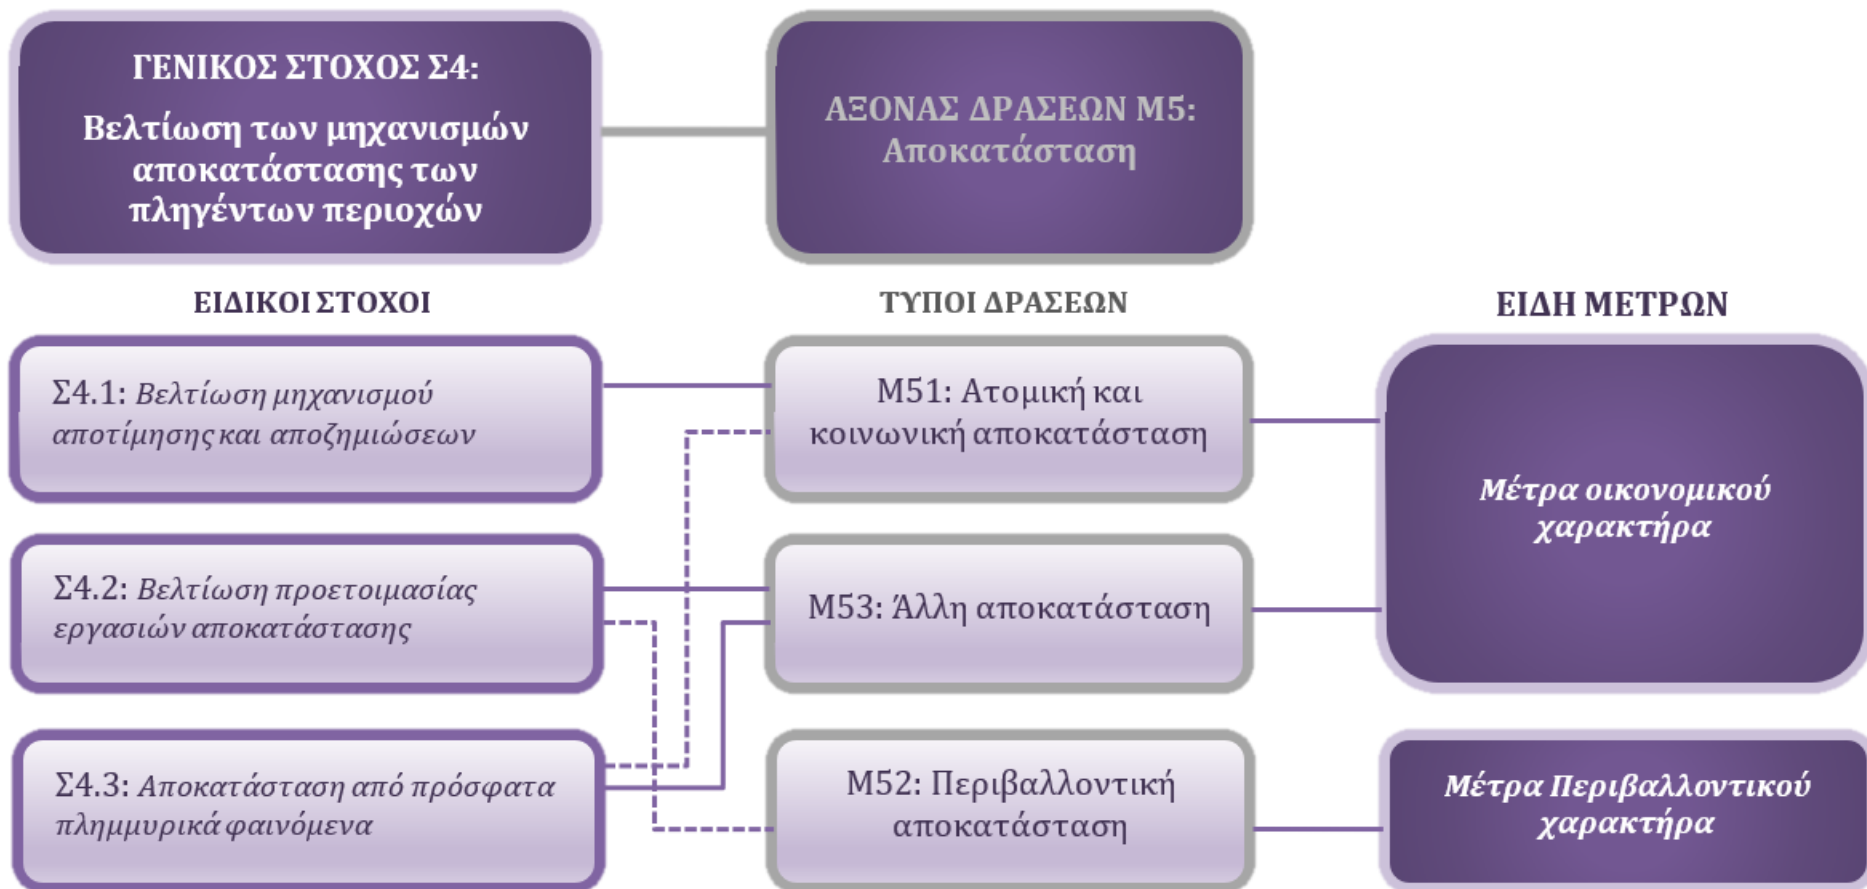 ΓΕΝΙΚΟΣ ΣΤΟΧΟΣ Σ4:
Βελτίωση των μηχανισμών
αποκατάστασης των
πληγέντων περιοχών
ΑΞΟΝΑΣ ΔΡΑΣΕΩΝ Μ5:
Αποκατάσταση
ΕΙΔΙΚΟΙ ΣΤΟΧΟΙ
ΤΥΠΟΙ ΔΡΑΣΕΩΝ
ΕΙΔΗ ΜΕΤΡΩΝ
Σ4.1: Βελτίωση μηχανισμού
αποτίμησης και αποζημιώσεων
Μ51: Ατομική και
κοινωνική αποκατάσταση
Μέτρα οικονομικού
χαρακτήρα
Σ4.2: Βελτίωση προετοιμασίας
εργασιών αποκατάστασης
Μ53: Άλλη αποκατάσταση
Σ4.3: Αποκατάσταση από πρόσφατα
πλημμυρικά φαινόμενα
Μ52: Περιβαλλοντική
αποκατάσταση
Μέτρα Περιβαλλοντικού
χαρακτήρα